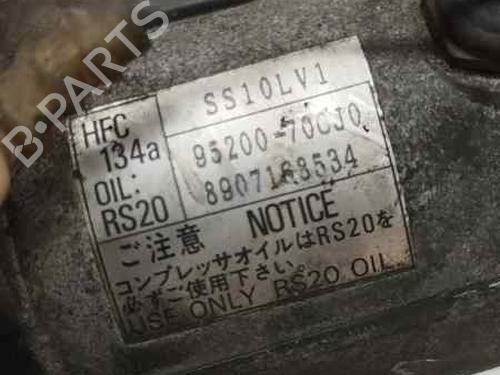 HFC
134a
OIL:
RS20
SS10LV1
95200-70CJ0
8907168534
ご注意 NOTICE
コンプレッサオイルはRS20を
必ずご使用下さい。
USE ONLY RS20 OIL.
B-PARTS